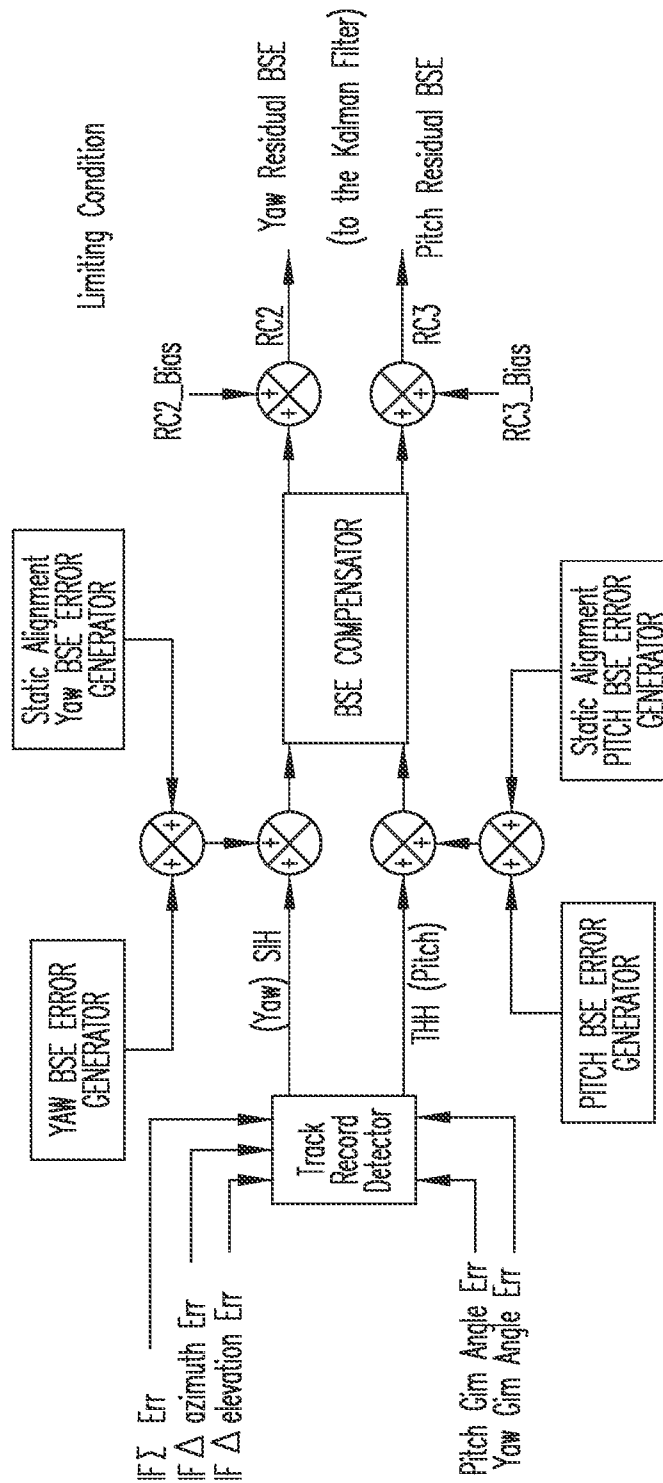 Limiting Condition
YAW BSE ERROR
GENERATOR
Static Alignment
Yaw BSE ERROR
GENERATOR
RC2_Bias
RC2
Yaw Residual BSE
(to the Kalman Filter)
Pitch Residual BSE
RC3
RC3_Bias
IF Σ Err
IF Δ azimuth Err
IF Δ elevation Err
Track
Record
Detector
(Yaw) SIH
THH (Pitch)
BSE COMPENSATOR
Pitch Gim Angle Err
Yaw Gim Angle Err
PITCH BSE ERROR
GENERATOR
Static Alignment
PITCH BSE ERROR
GENERATOR
+ +
+ +
+ +
+ +
+ +
+ +